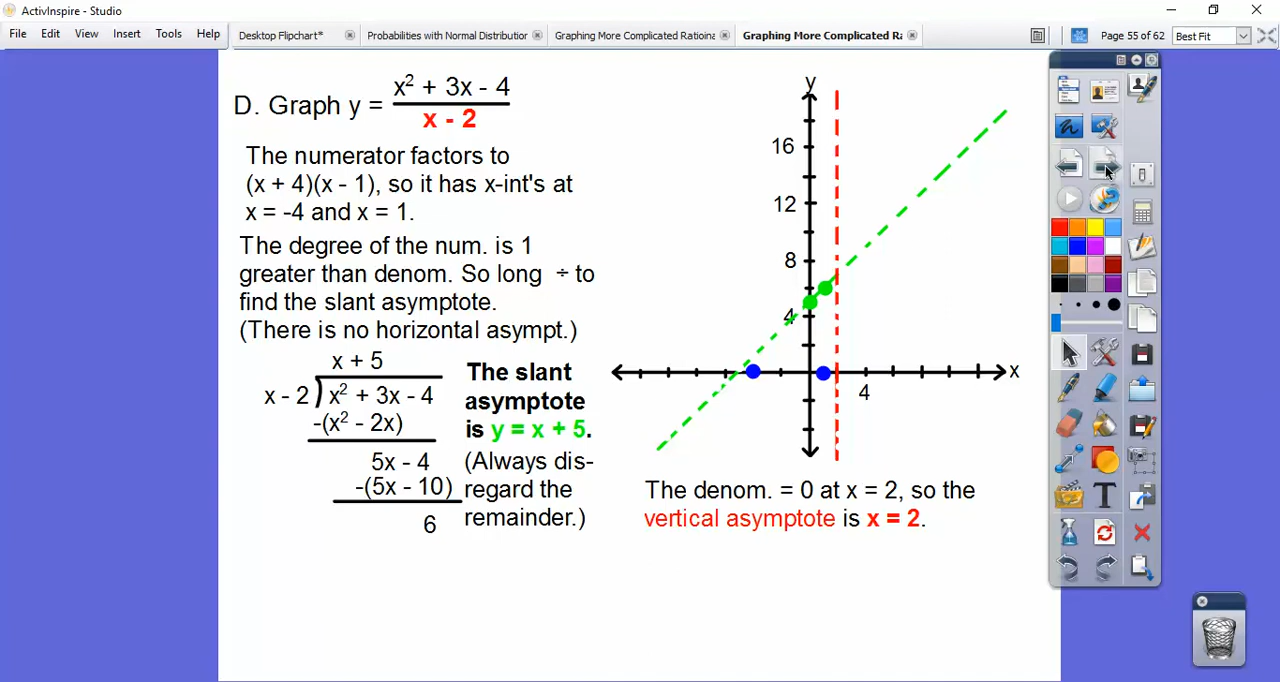 ActivInspire - Studio
File Edit View Insert Tools Help
Desktop Flipchart*
Probabilities with Normal Distribution
Graphing More Complicated Rationa
Graphing More Complicated Ra
Page 55 of 62
Best Fit
D. Graph y = x² + 3x - 4
x - 2
The numerator factors to
(x + 4)(x - 1), so it has x-int's at
x = -4 and x = 1.
The degree of the num. is 1
greater than denom. So long ÷ to
find the slant asymptote.
(There is no horizontal asympt.)
x + 5
x - 2 ) x² + 3x - 4
-(x² - 2x)
5x - 4
-(5x - 10)
6
The slant
asymptote
is y = x + 5.
(Always dis-
regard the
remainder.)
y
16
12
8
4
x
4
The denom. = 0 at x = 2, so the
vertical asymptote is x = 2.